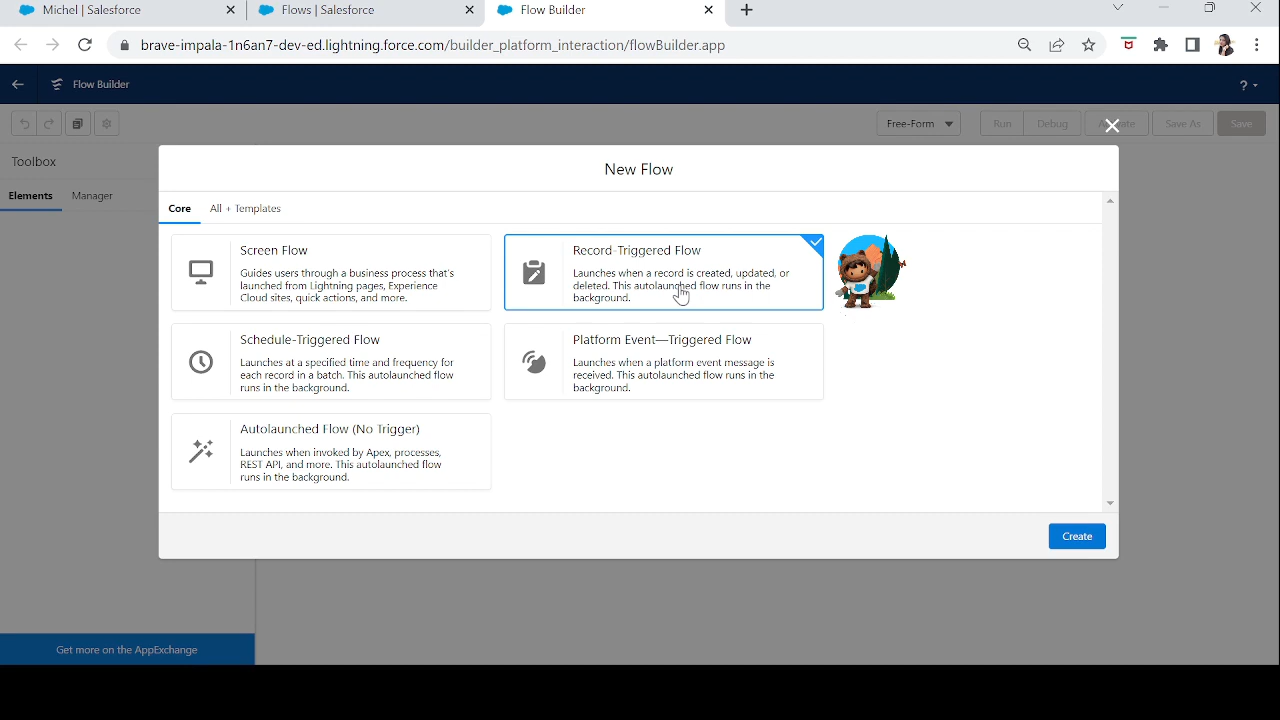 Michel | Salesforce
Flows | Salesforce
Flow Builder
brave-impala-1n6an7-dev-ed.lightning.force.com/builder_platform_interaction/flowBuilder.app
Flow Builder
?
Free-Form
Run
Debug
Save As
Save
Toolbox
Elements
Manager
New Flow
Core
All + Templates
Screen Flow
Guides users through a business process that's
launched from Lightning pages, Experience
Cloud sites, quick actions, and more.
Record-Triggered Flow
Launches when a record is created, updated, or
deleted. This autolaunched flow runs in the
background.
Schedule-Triggered Flow
Launches at a specified time and frequency for
each record in a batch. This autolaunched flow
runs in the background.
Platform Event—Triggered Flow
Launches when a platform event message is
received. This autolaunched flow runs in the
background.
Autolaunched Flow (No Trigger)
Launches when invoked by Apex, processes,
REST API, and more. This autolaunched flow
runs in the background.
Create
Get more on the AppExchange